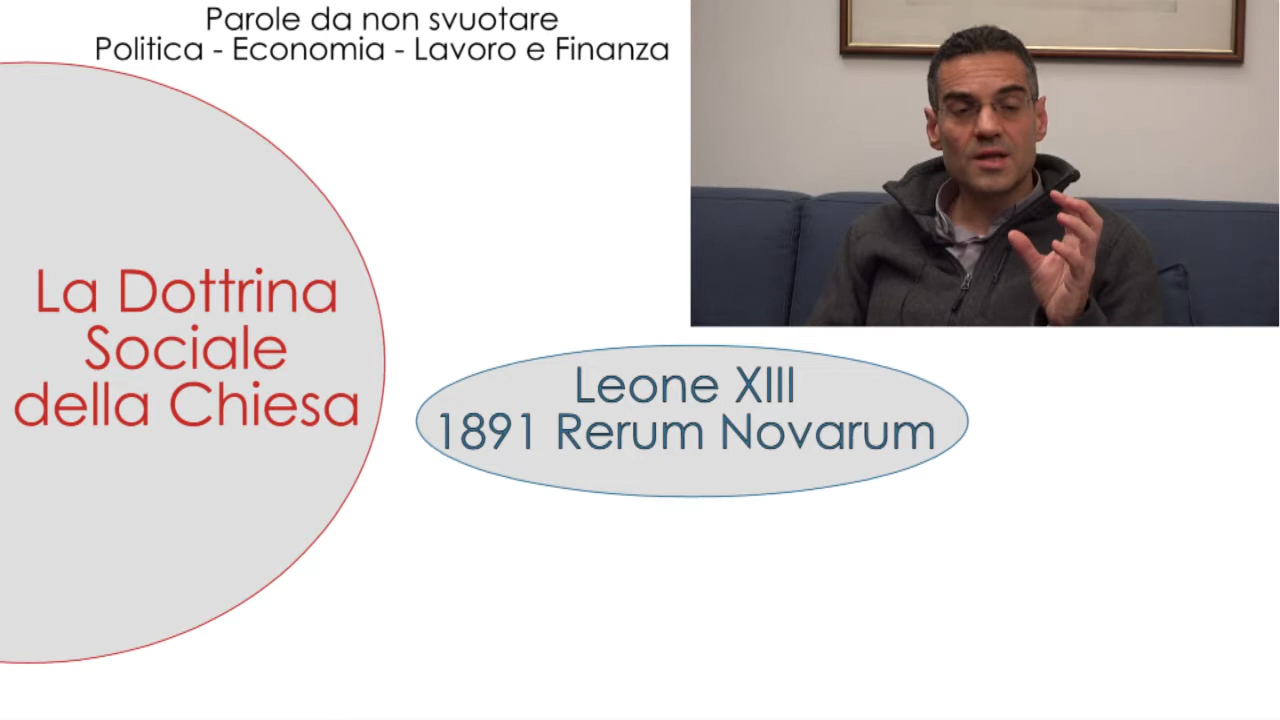 Parole da non svuotare
Politica - Economia - Lavoro e Finanza
La Dottrina
Sociale
della Chiesa
Leone XIII
1891 Rerum Novarum